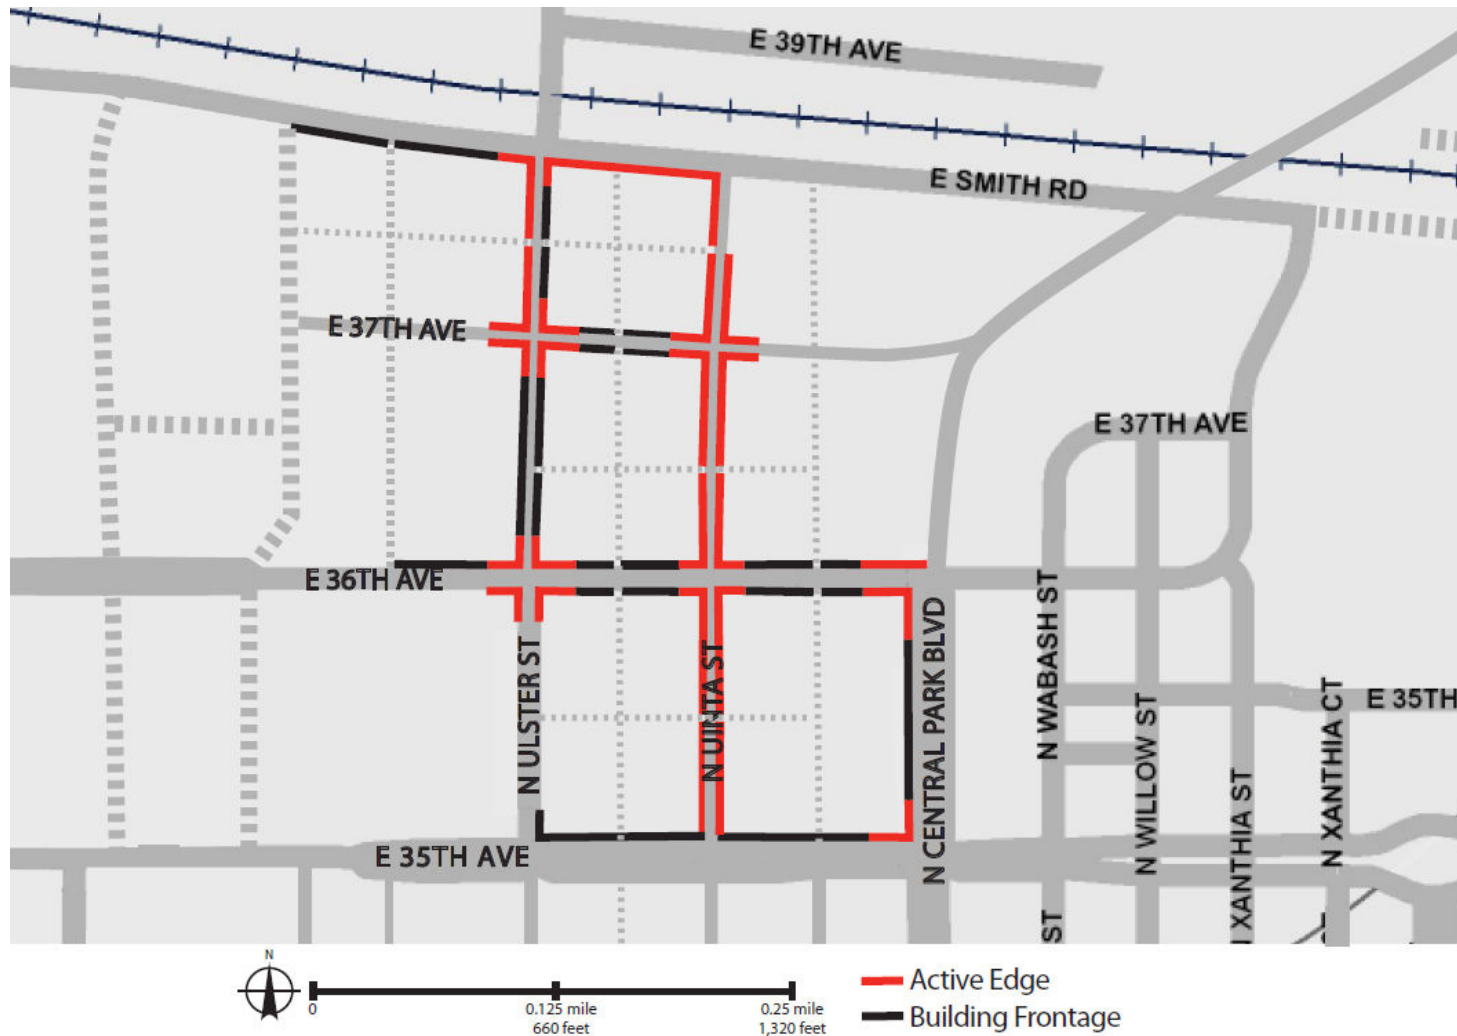 E 39TH AVE
E SMITH RD
E 37TH AVE
E 37TH AVE
E 36TH AVE
N ULSTER ST
N UINTA ST
N CENTRAL PARK BLVD
N WABASH ST
N WILLOW ST
N XANTHIA ST
N XANTHIA CT
E 35TH
E 35TH AVE
ST
CT
N
0
0.125 mile
660 feet
0.25 mile
1,320 feet
Active Edge
Building Frontage